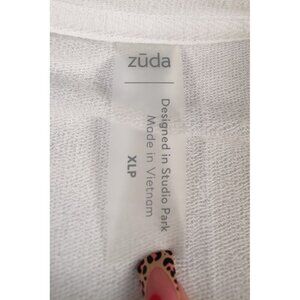 zūda
Designed in Studio Park
Made in Vietnam
XLP